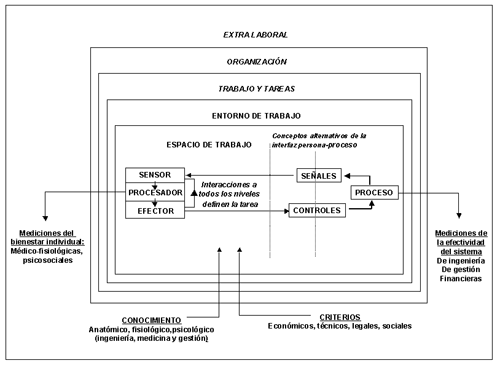 EXTRA LABORAL
ORGANIZACIÓN
TRABAJO Y TAREAS
ENTORNO DE TRABAJO
ESPACIO DE TRABAJO
Conceptos alternativos de la
interfaz persona-proceso
SENSOR
PROCESADOR
EFECTOR
Interacciones a
todos los niveles
definen la tarea
SEÑALES
CONTROLES
PROCESO
Mediciones del
bienestar individual:
Médico-fisiológicas,
psicosociales
Mediciones de
la efectividad
del sistema
De ingeniería
De gestión
Financieras
CONOCIMIENTO
Anatómico, fisiológico,psicológico
(ingeniería, medicina y gestión)
CRITERIOS
Económicos, técnicos, legales, sociales